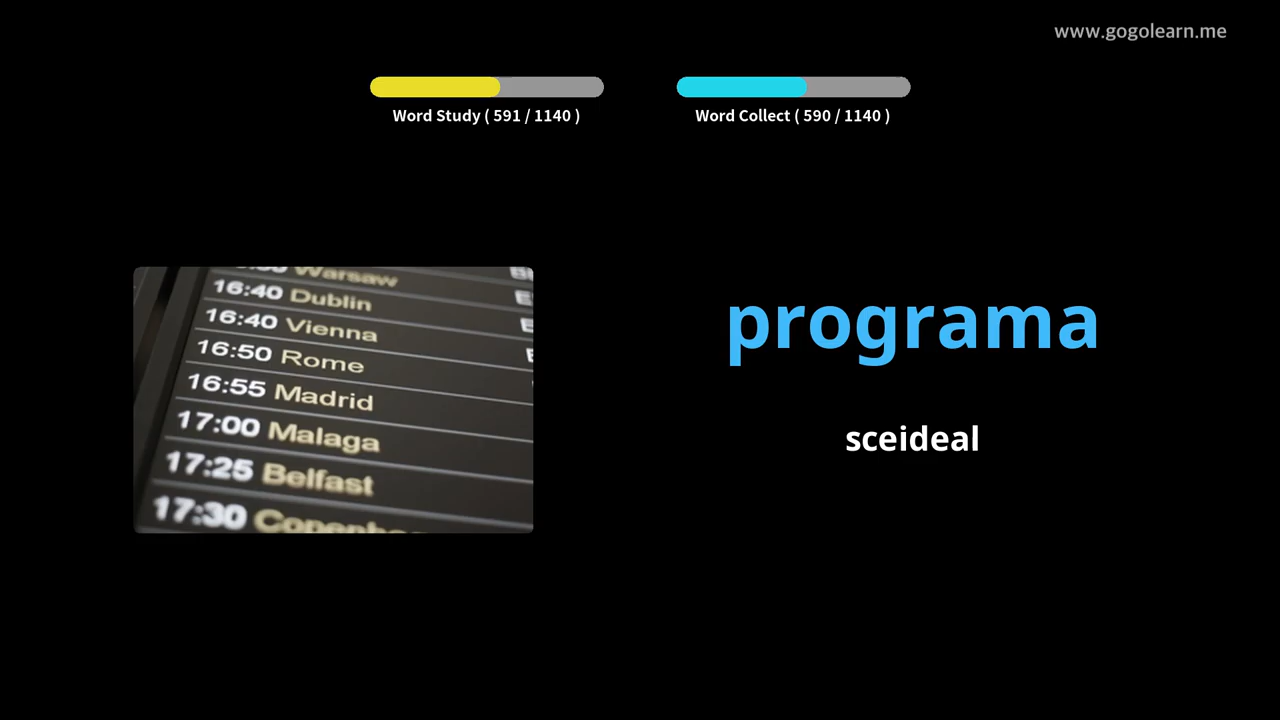 www.gogolearn.me
Word Study ( 591 / 1140 )
Word Collect ( 590 / 1140 )
Warsaw
16:40 Dublin
16:40 Vienna
16:50 Rome
16:55 Madrid
17:00 Malaga
17:25 Belfast
17:30
programa
sceideal